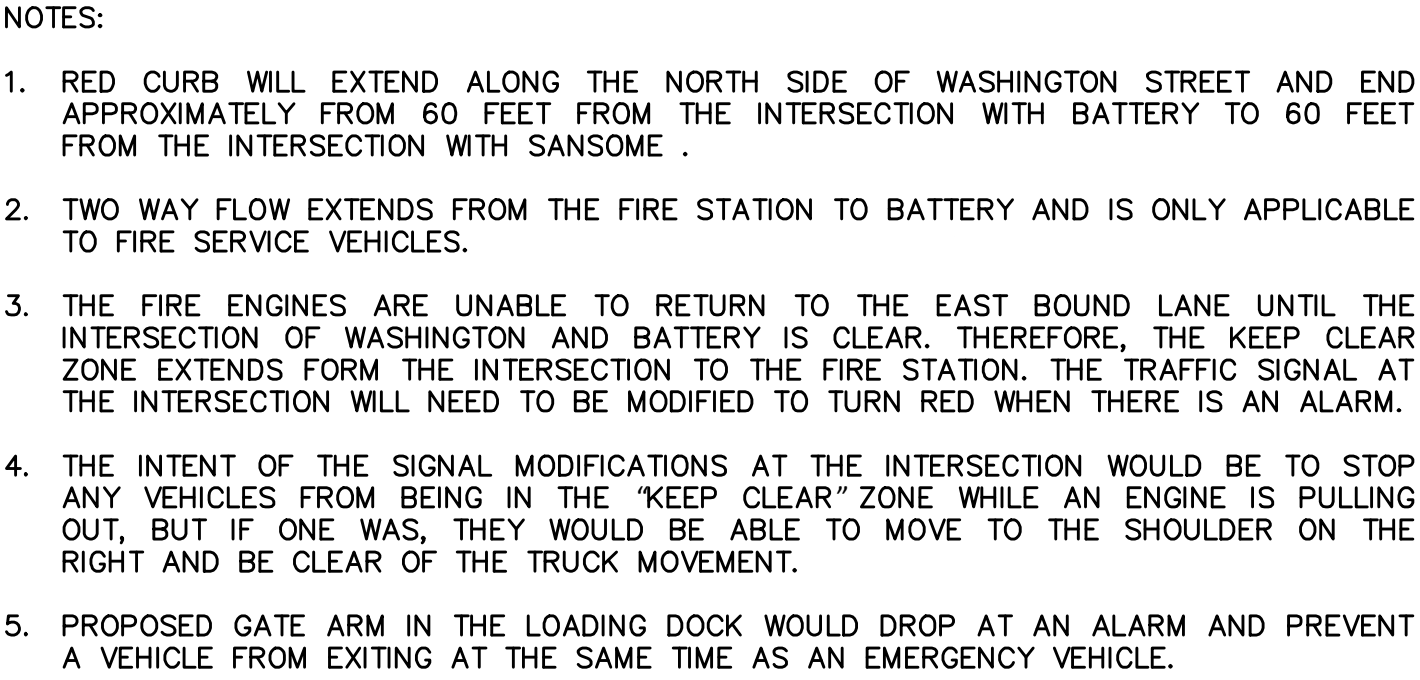 NOTES:
1. RED CURB WILL EXTEND ALONG THE NORTH SIDE OF WASHINGTON STREET AND END
APPROXIMATELY FROM 60 FEET FROM THE INTERSECTION WITH BATTERY TO 60 FEET
FROM THE INTERSECTION WITH SANSOME .
2. TWO WAY FLOW EXTENDS FROM THE FIRE STATION TO BATTERY AND IS ONLY APPLICABLE
TO FIRE SERVICE VEHICLES.
3. THE FIRE ENGINES ARE UNABLE TO RETURN TO THE EAST BOUND LANE UNTIL THE
INTERSECTION OF WASHINGTON AND BATTERY IS CLEAR. THEREFORE, THE KEEP CLEAR
ZONE EXTENDS FORM THE INTERSECTION TO THE FIRE STATION. THE TRAFFIC SIGNAL AT
THE INTERSECTION WILL NEED TO BE MODIFIED TO TURN RED WHEN THERE IS AN ALARM.
4. THE INTENT OF THE SIGNAL MODIFICATIONS AT THE INTERSECTION WOULD BE TO STOP
ANY VEHICLES FROM BEING IN THE “KEEP CLEAR” ZONE WHILE AN ENGINE IS PULLING
OUT, BUT IF ONE WAS, THEY WOULD BE ABLE TO MOVE TO THE SHOULDER ON THE
RIGHT AND BE CLEAR OF THE TRUCK MOVEMENT.
5. PROPOSED GATE ARM IN THE LOADING DOCK WOULD DROP AT AN ALARM AND PREVENT
A VEHICLE FROM EXITING AT THE SAME TIME AS AN EMERGENCY VEHICLE.